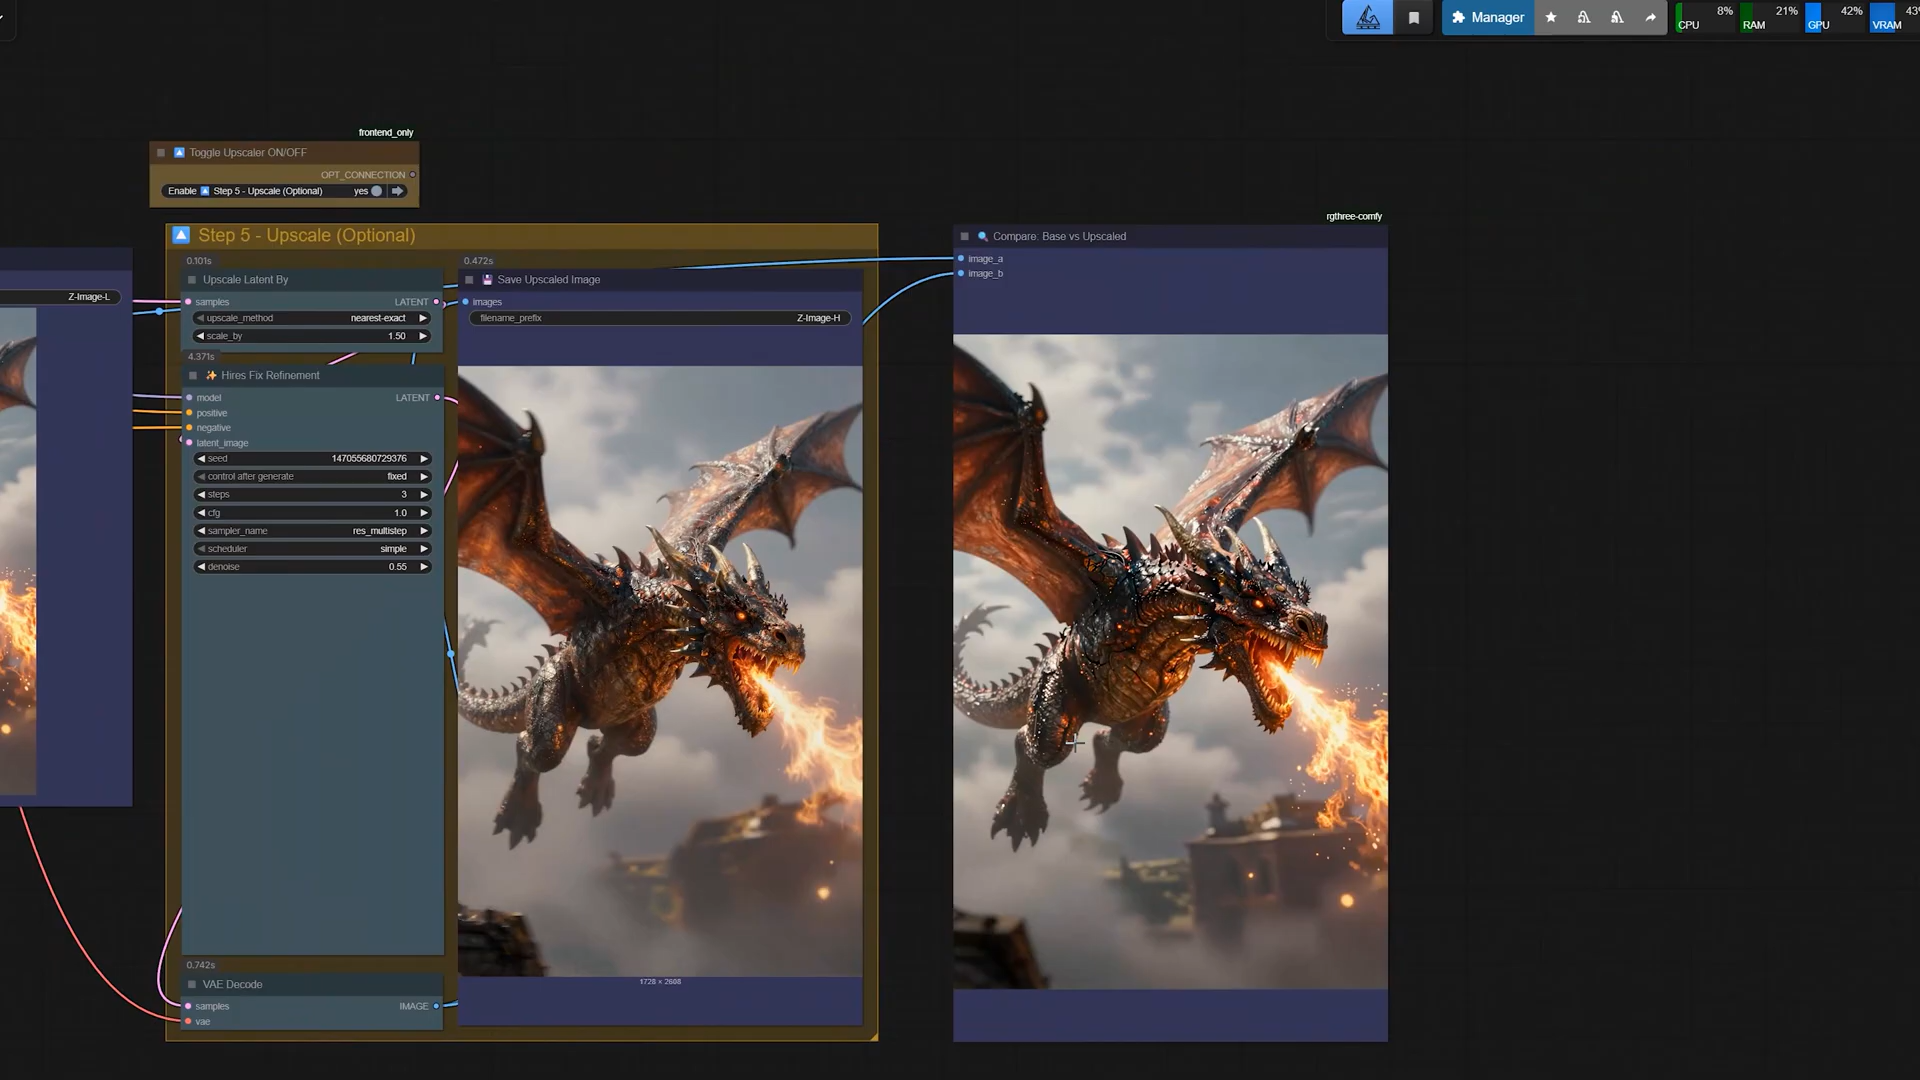 Manager
CPU 8%
RAM 21%
GPU 42%
VRAM
frontend_only
Toggle Upscaler ON/OFF
OPT_CONNECTION
Enable Step 5 - Upscale (Optional) yes
Step 5 - Upscale (Optional)
0.101s
Upscale Latent By
samples LATENT
upscale_method nearest-exact
scale_by 1.50
4.371s
Hires Fix Refinement
model LATENT
positive
negative
latent_image
seed 147055680729376
control after generate fixed
steps 3
cfg 1.0
sampler_name res_multistep
scheduler simple
denoise 0.55
0.742s
VAE Decode
samples IMAGE
vae
Z-Image-L
0.472s
Save Upscaled Image
images
filename_prefix Z-Image-H
1728 × 2608
rgthree-comfy
Compare: Base vs Upscaled
image_a
image_b